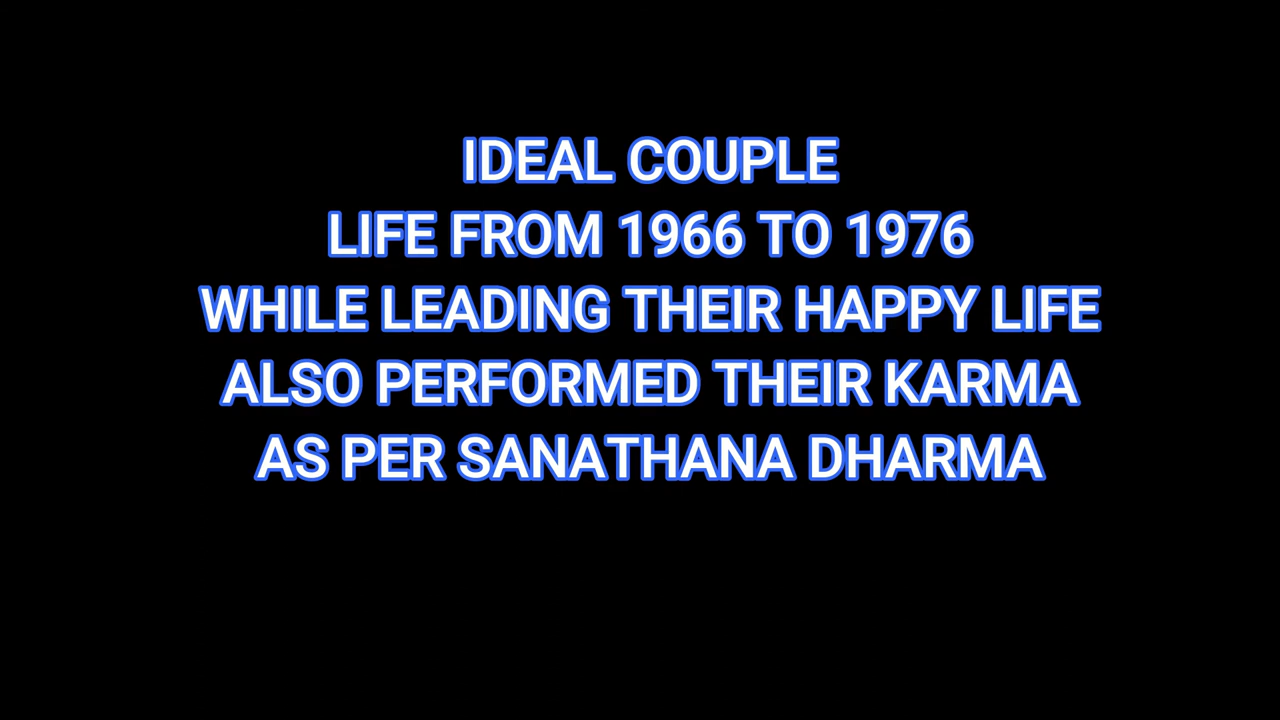 IDEAL COUPLE
LIFE FROM 1966 TO 1976
WHILE LEADING THEIR HAPPY LIFE
ALSO PERFORMED THEIR KARMA
AS PER SANATHANA DHARMA